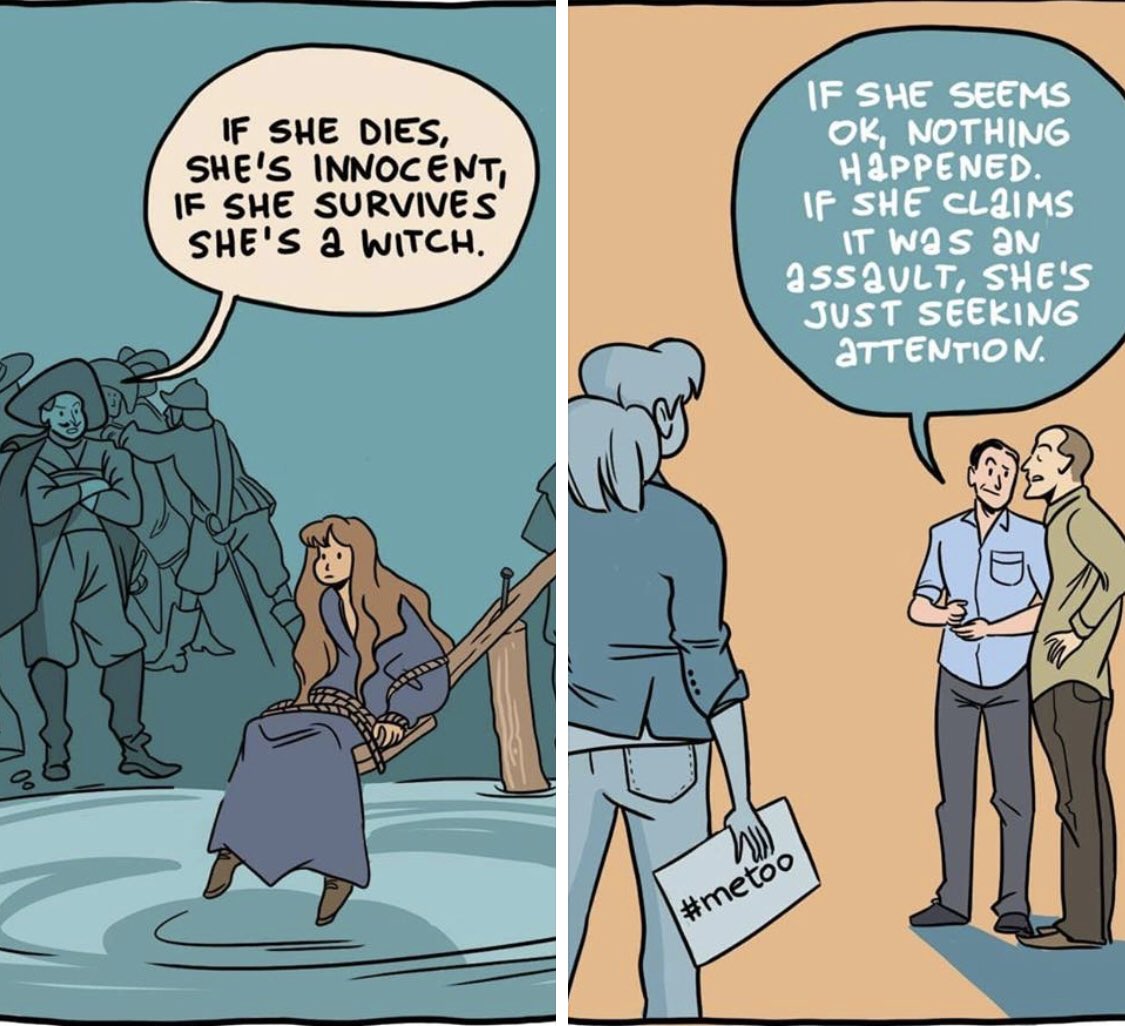 IF SHE DIES,
SHE'S INNOCENT,
IF SHE SURVIVES
SHE'S a WITCH.
IF SHE SEEMS
OK, NOTHING
HaPPENED.
IF SHE CLaIMS
IT WaS aN
aSSaULT, SHE'S
JUST SEEKING
aTTENTION.
#metoo